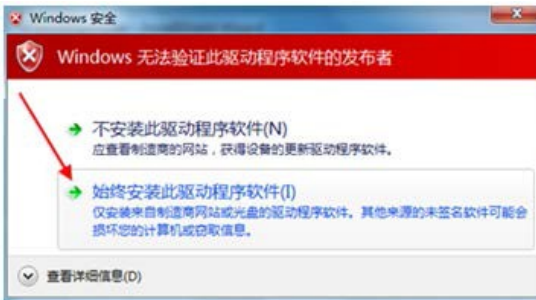 Windows 安全
Windows 无法验证此驱动程序软件的发布者
不安装此驱动程序软件(N)
应查看制造商的网站，获得设备的更新驱动程序软件。
始终安装此驱动程序软件(I)
仅安装来自制造商网站或光盘的驱动程序软件。其他来源的未签名软件可能会
损坏您的计算机或窃取信息。
查看详细信息(D)